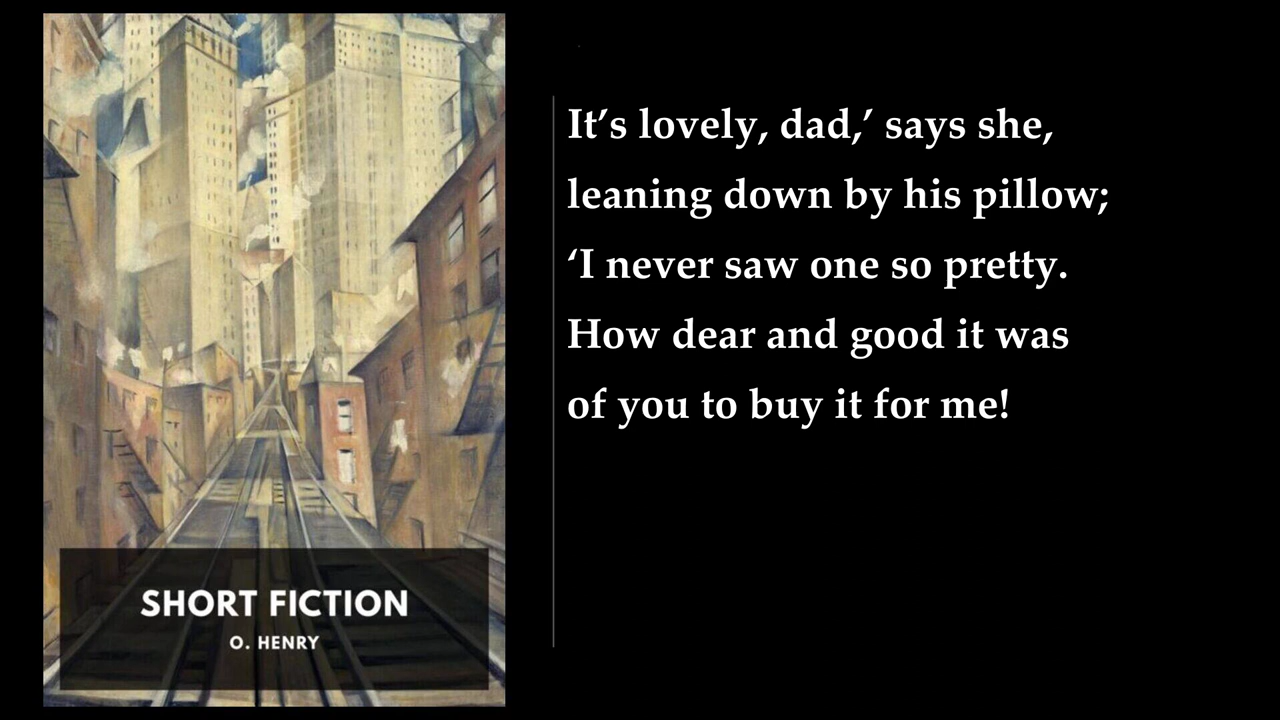 It’s lovely, dad,’ says she,
leaning down by his pillow;
‘I never saw one so pretty.
How dear and good it was
of you to buy it for me!
SHORT FICTION
O. HENRY